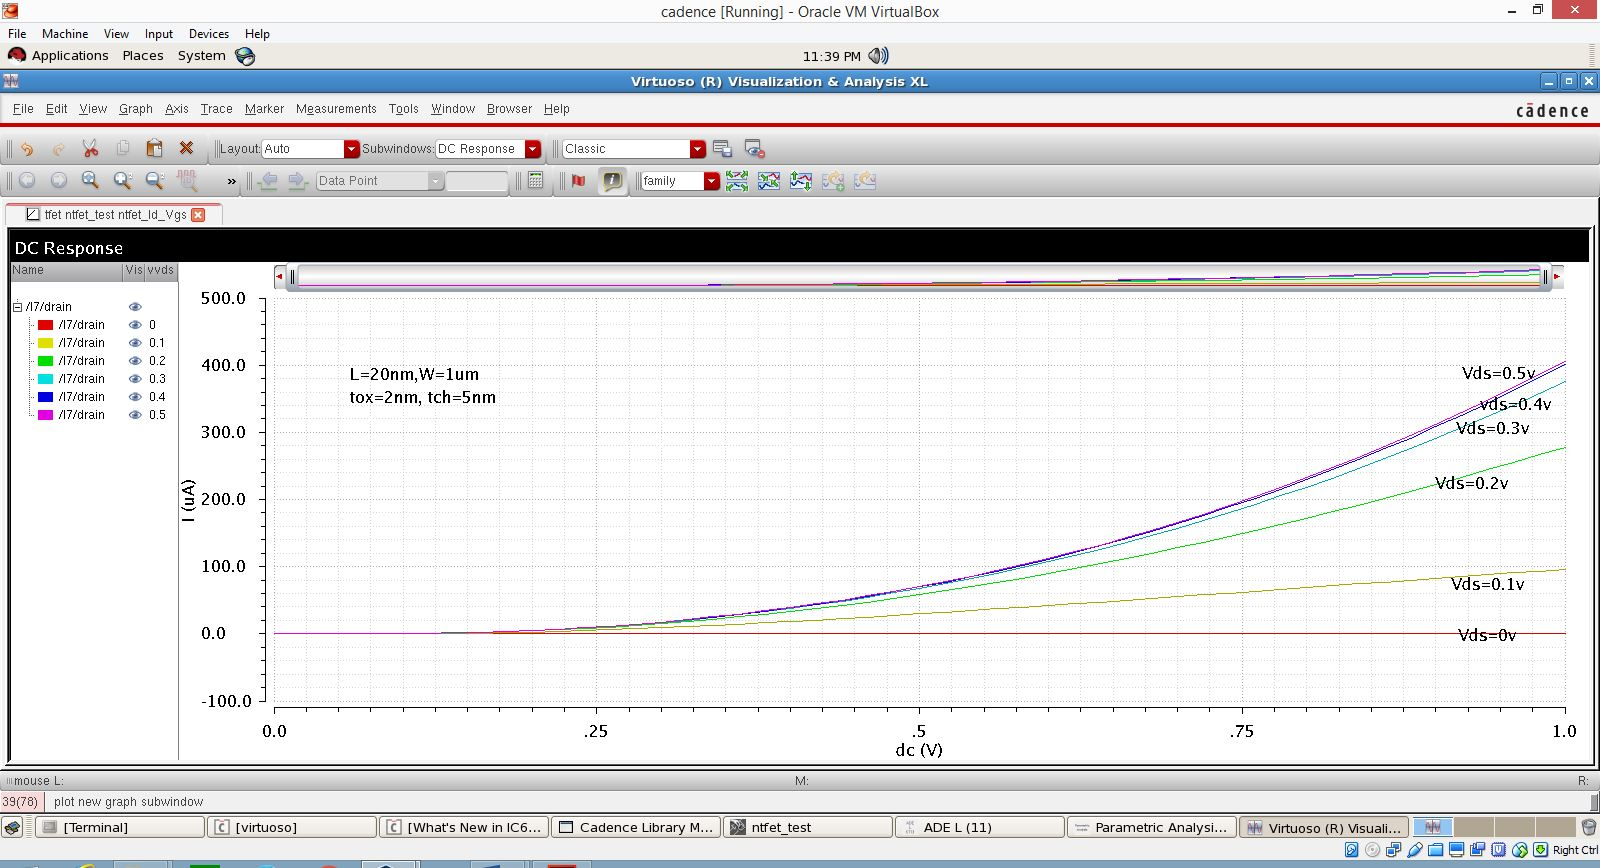 cadence [Running] - Oracle VM VirtualBox
File Machine View Input Devices Help
Applications Places System 11:39 PM
Virtuoso (R) Visualization & Analysis XL
File Edit View Graph Axis Trace Marker Measurements Tools Window Browser Help
cādence
Layout: Auto Subwindows: DC Response Classic
» Data Point family
tfet ntfet_test ntfet_Id_Vgs
DC Response
Name Vis vvds
/I7/drain
/I7/drain 0
/I7/drain 0.1
/I7/drain 0.2
/I7/drain 0.3
/I7/drain 0.4
/I7/drain 0.5
500.0
400.0
300.0
200.0
100.0
0.0
-100.0
I (uA)
L=20nm,W=1um
tox=2nm, tch=5nm
Vds=0.5v
Vds=0.4v
Vds=0.3v
Vds=0.2v
Vds=0.1v
Vds=0v
0.0 .25 .5 .75 1.0
dc (V)
mouse L: M: R:
39(78) plot new graph subwindow
[Terminal] [virtuoso] [What's New in IC6... Cadence Library M... ntfet_test ADE L (11) Parametric Analysi... Virtuoso (R) Visuali...
Right Ctrl